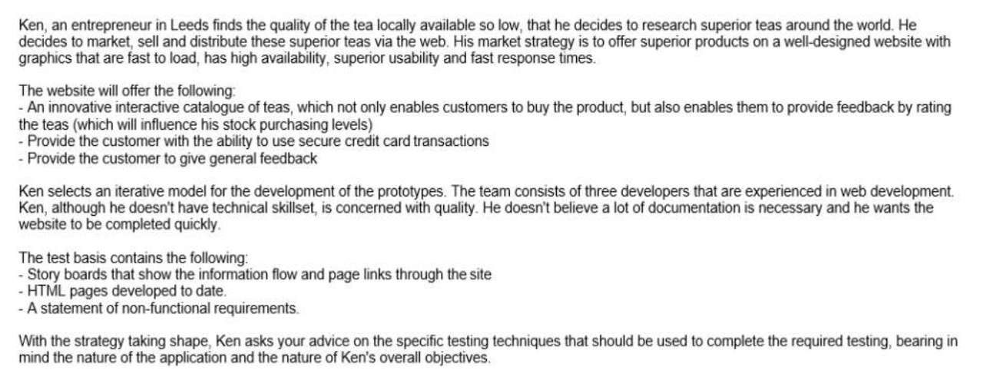 Ken, an entrepreneur in Leeds finds the quality of the tea locally available so low, that he decides to research superior teas around the world. He
decides to market, sell and distribute these superior teas via the web. His market strategy is to offer superior products on a well-designed website with
graphics that are fast to load, has high availability, superior usability and fast response times.
The website will offer the following:
- An innovative interactive catalogue of teas, which not only enables customers to buy the product, but also enables them to provide feedback by rating
the teas (which will influence his stock purchasing levels)
- Provide the customer with the ability to use secure credit card transactions
- Provide the customer to give general feedback
Ken selects an iterative model for the development of the prototypes. The team consists of three developers that are experienced in web development.
Ken, although he doesn't have technical skillset, is concerned with quality. He doesn't believe a lot of documentation is necessary and he wants the
website to be completed quickly.
The test basis contains the following:
- Story boards that show the information flow and page links through the site
- HTML pages developed to date.
- A statement of non-functional requirements.
With the strategy taking shape, Ken asks your advice on the specific testing techniques that should be used to complete the required testing, bearing in
mind the nature of the application and the nature of Ken's overall objectives.